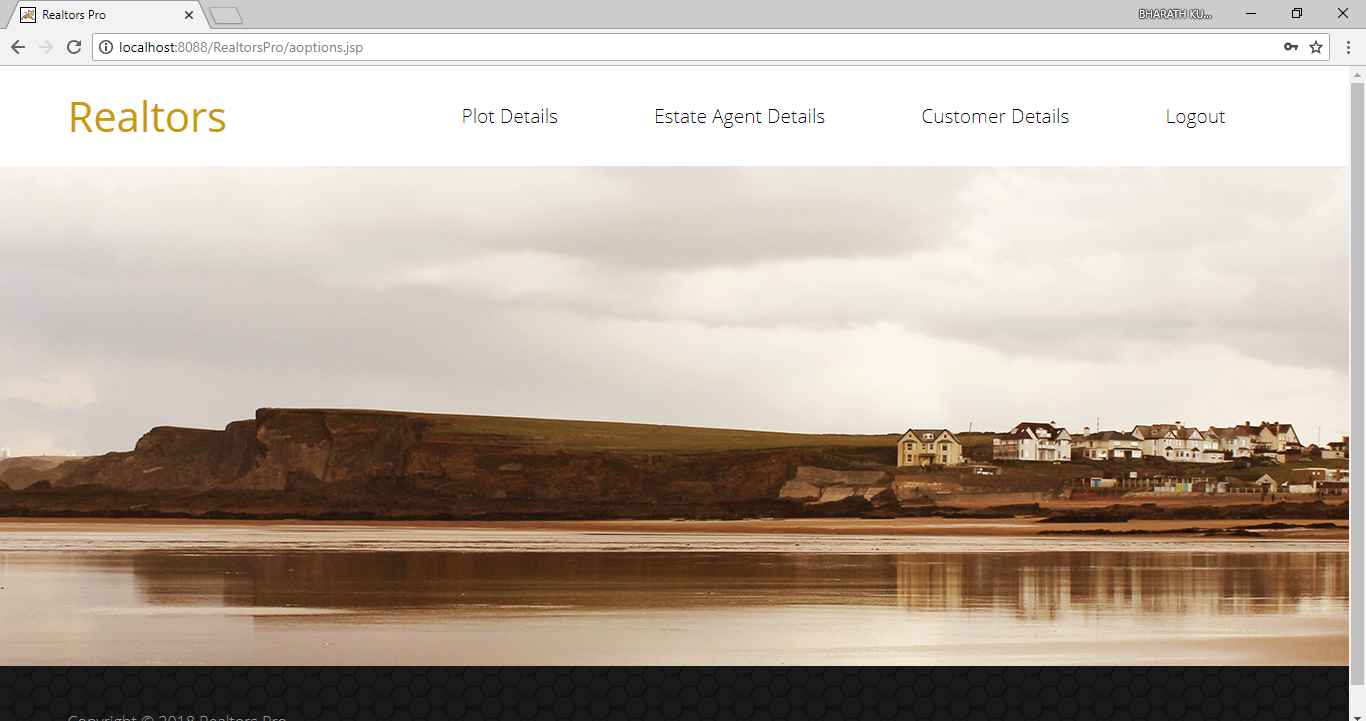 Realtors Pro
BHARATH KU...
localhost:8088/RealtorsPro/aoptions.jsp
Realtors
Plot Details
Estate Agent Details
Customer Details
Logout
Copyright © 2018 Realtors Pro